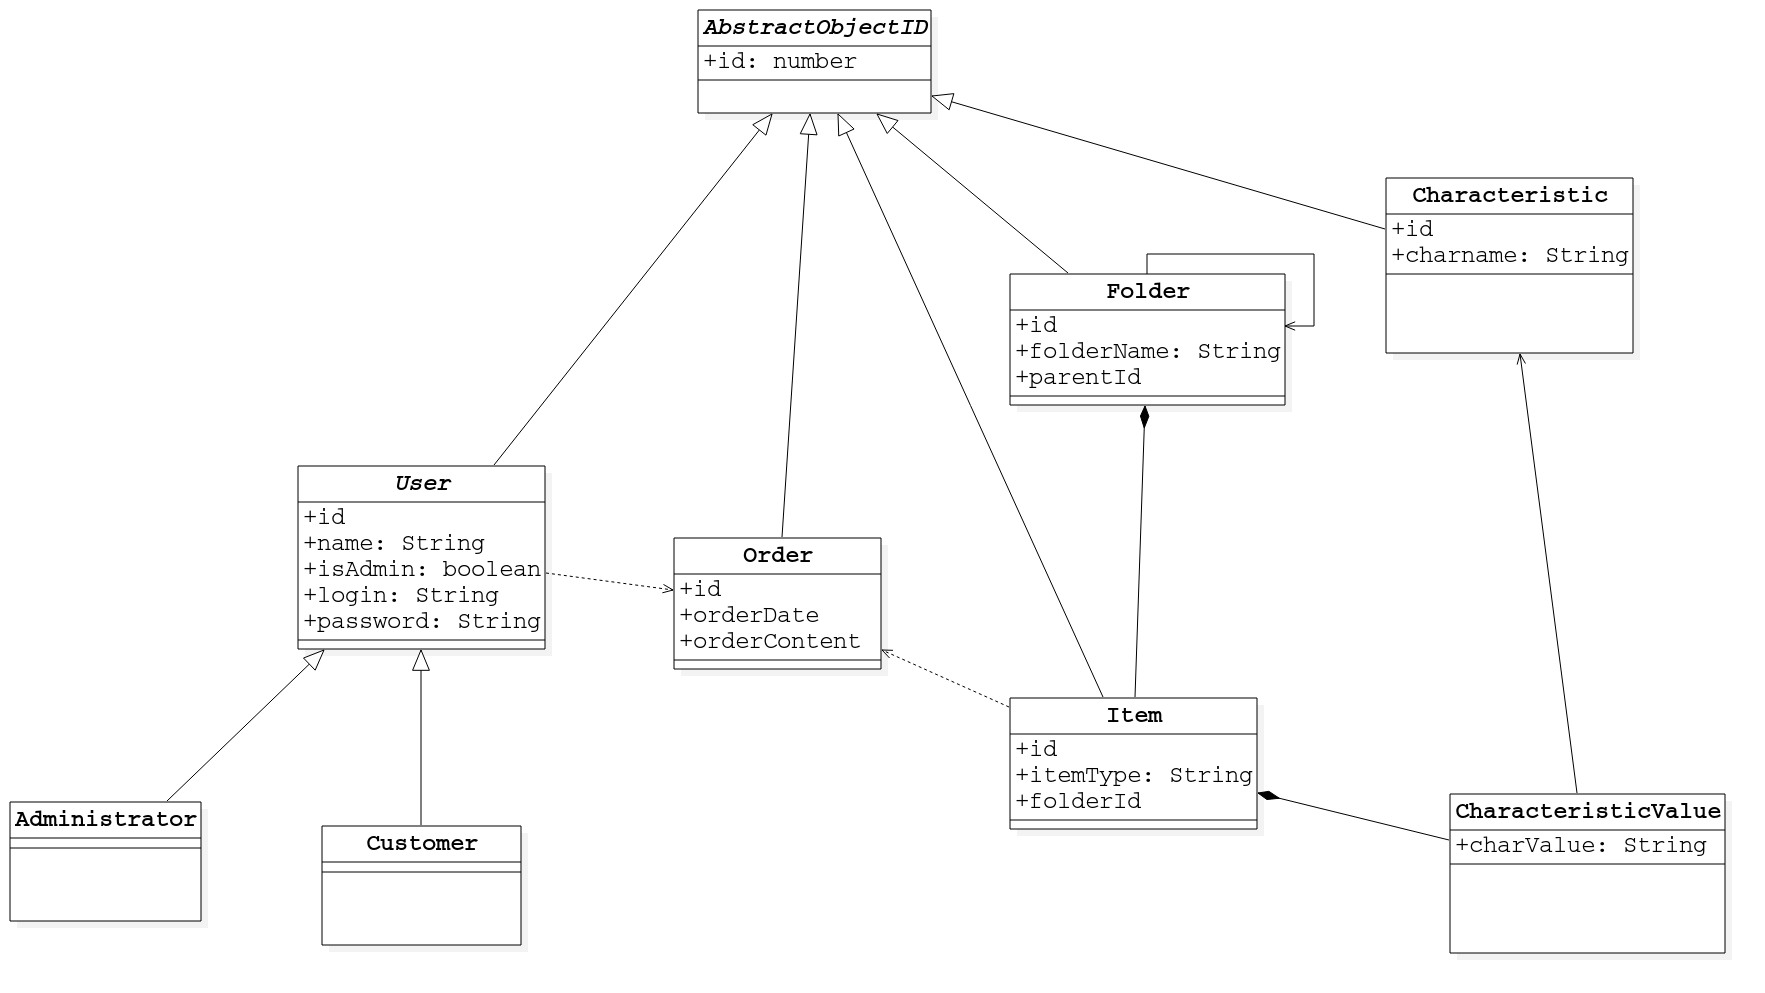 AbstractObjectID
+id: number
Characteristic
+id
+charname: String
Folder
+id
+folderName: String
+parentId
User
+id
+name: String
+isAdmin: boolean
+login: String
+password: String
Order
+id
+orderDate
+orderContent
Item
+id
+itemType: String
+folderId
Administrator
Customer
CharacteristicValue
+charValue: String